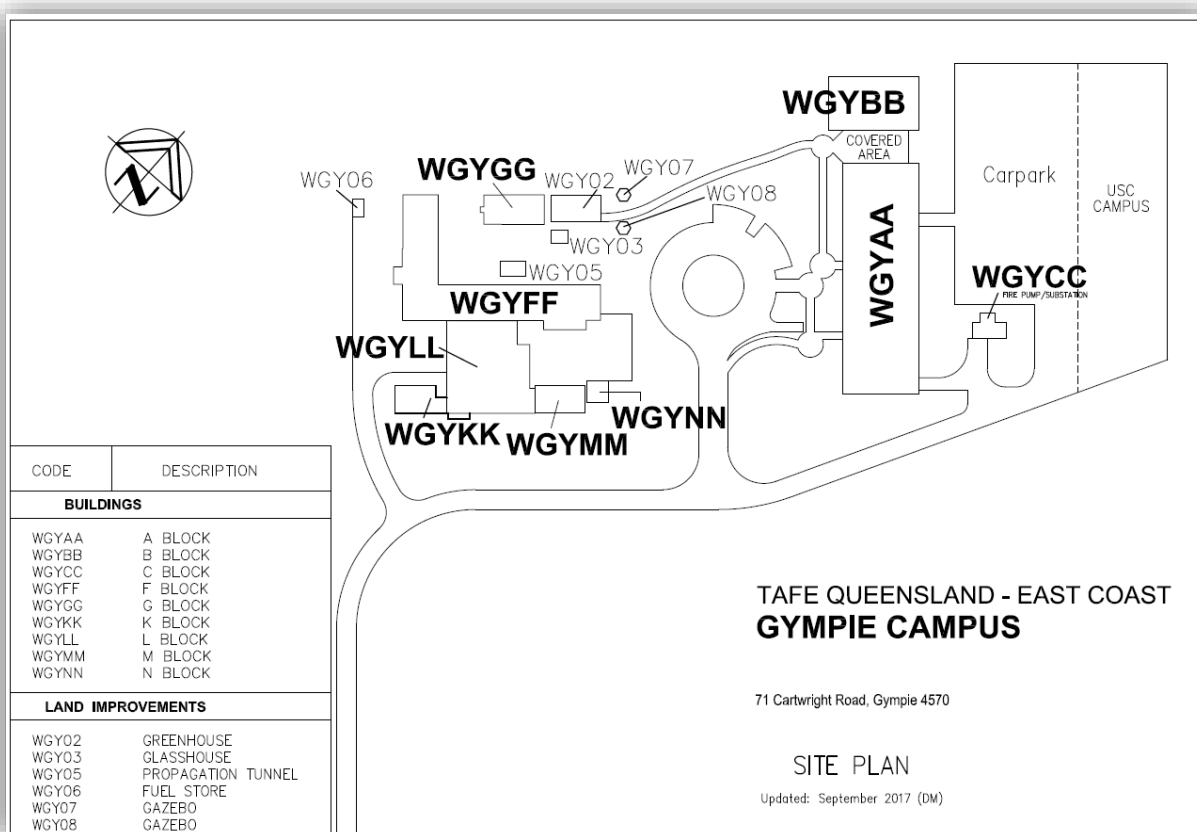 WGYBB
COVERED
AREA
WGYGG
WGY07
WGY06
WGY02
WGY08
Carpark
USC
CAMPUS
WGY03
WGYAA
WGY05
WGYCC
FIRE PUMP/SUBSTATION
WGYFF
WGYLL
WGYNN
WGYKK
WGYMM
N
CODE DESCRIPTION
BUILDINGS
WGYAA A BLOCK
WGYBB B BLOCK
WGYCC C BLOCK
WGYFF F BLOCK
WGYGG G BLOCK
WGYKK K BLOCK
WGYLL L BLOCK
WGYMM M BLOCK
WGYNN N BLOCK
LAND IMPROVEMENTS
WGY02 GREENHOUSE
WGY03 GLASSHOUSE
WGY05 PROPAGATION TUNNEL
WGY06 FUEL STORE
WGY07 GAZEBO
WGY08 GAZEBO
TAFE QUEENSLAND - EAST COAST
GYMPIE CAMPUS
71 Cartwright Road, Gympie 4570
SITE PLAN
Updated: September 2017 (DM)